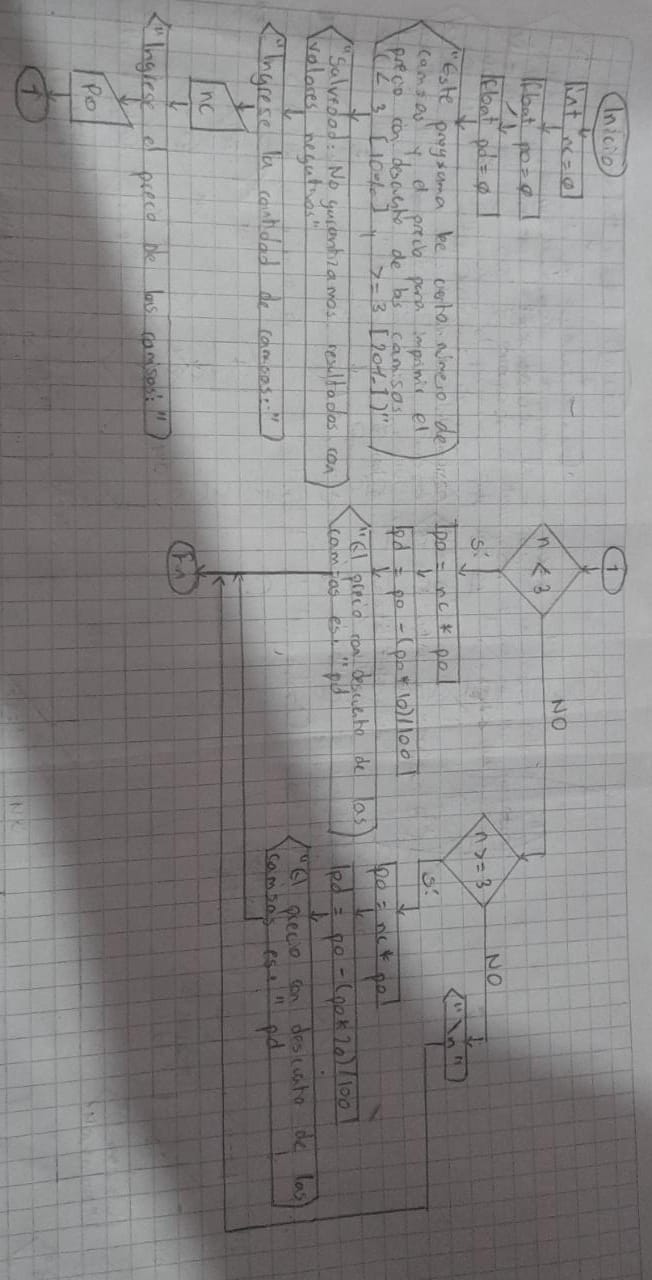 Inicio
int nc=0
float po=0
float pd=0
"Este programa lee cierto número de
camisas y el precio para imprimir el
precio con descuento de las camisas
(< 3 [10%] y >= 3 [20%])"
"Salvedad: No garantizamos resultados con
valores negativos"
"Ingrese la cantidad de camisas:"
nc
"Ingrese el precio de las camisas:"
po
1
1
n < 3
NO
Si
po = nc * po
pd = po - (po*10)/100
"El precio con descuento de las
camisas es:" pd
n >= 3
NO
"\n"
Si
po = nc * po
pd = po - (po*20)/100
"El precio con descuento de las
camisas es:" pd
Fin